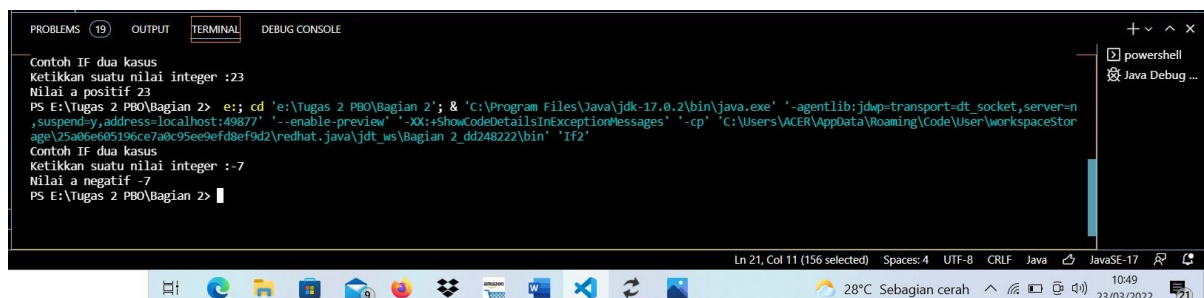 PROBLEMS 19 OUTPUT TERMINAL DEBUG CONSOLE
Contoh IF dua kasus
Ketikkan suatu nilai integer :23
Nilai a positif 23
PS E:\Tugas 2 PBO\Bagian 2>  e:; cd 'e:\Tugas 2 PBO\Bagian 2'; & 'C:\Program Files\Java\jdk-17.0.2\bin\java.exe' '-agentlib:jdwp=transport=dt_socket,server=n
,suspend=y,address=localhost:49877' '--enable-preview' '-XX:+ShowCodeDetailsInExceptionMessages' '-cp' 'C:\Users\ACER\AppData\Roaming\Code\User\workspaceStor
age\25a06e605196ce7a0c95ee9efd8ef9d2\redhat.java\jdt_ws\Bagian 2_dd248222\bin' 'If2'
Contoh IF dua kasus
Ketikkan suatu nilai integer :-7
Nilai a negatif -7
PS E:\Tugas 2 PBO\Bagian 2>
powershell
Java Debug ...
Ln 21, Col 11 (156 selected) Spaces: 4 UTF-8 CRLF Java JavaSE-17
amazon
9
28°C Sebagian cerah
10:49
23/03/2022
21